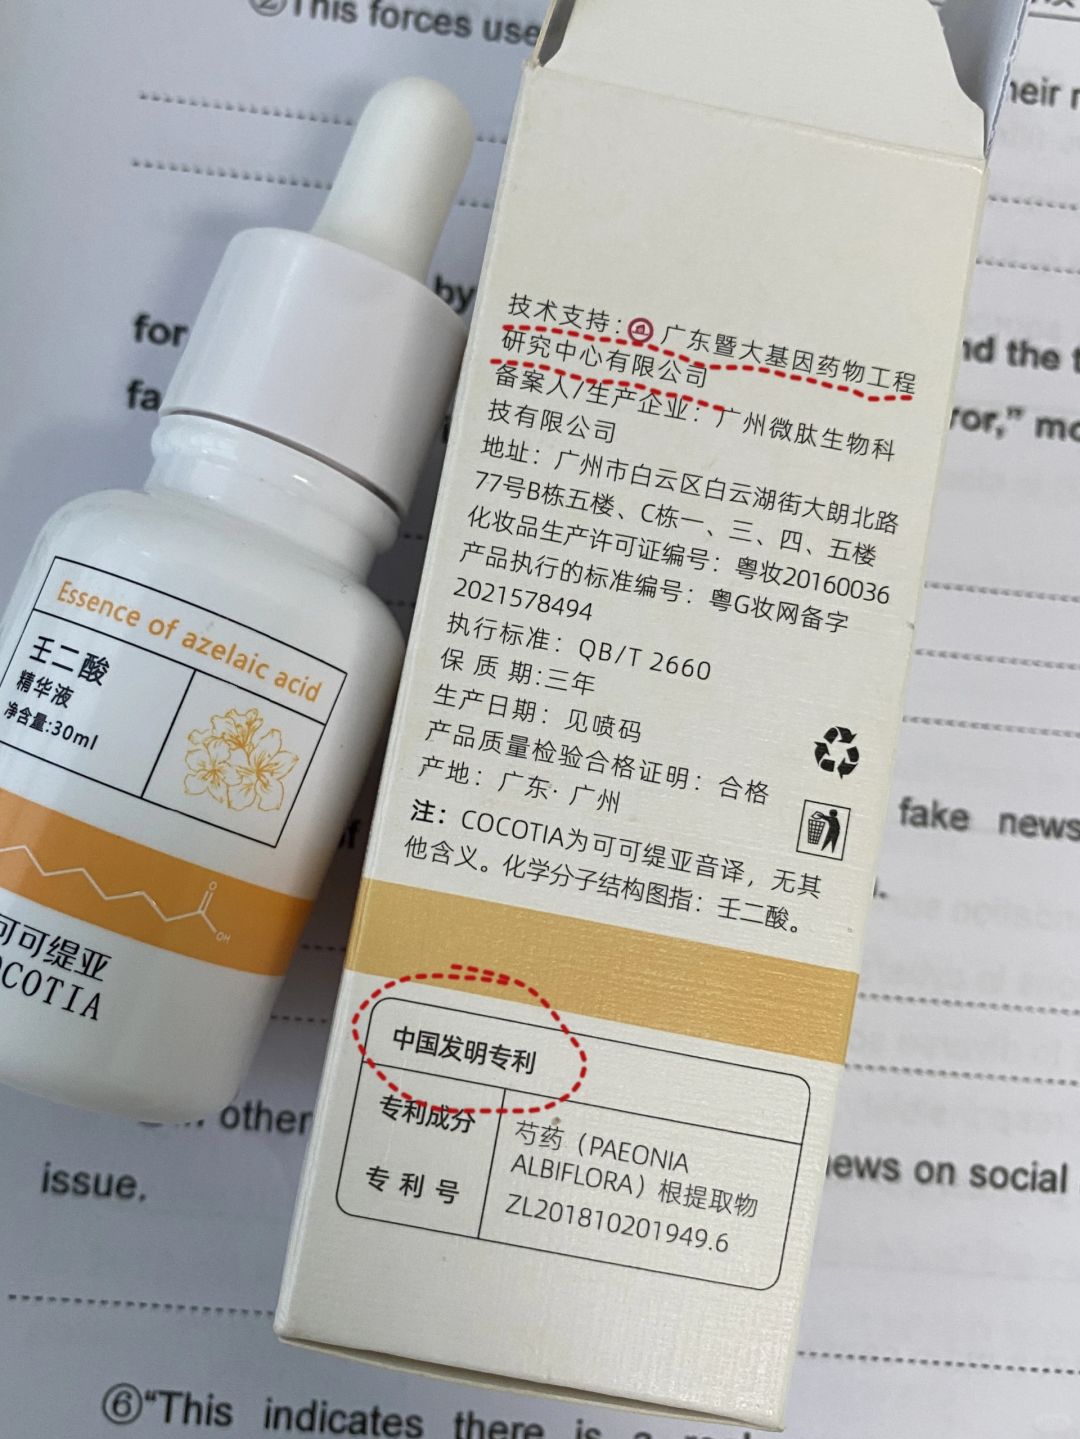 ②This forces use
heir r
by
for
nd the t
fa
ror,” mo
技术支持：广东暨大基因药物工程
研究中心有限公司
备案人/生产企业：广州微肽生物科
技有限公司
地址：广州市白云区白云湖街大朗北路
77号B栋五楼、C栋一、三、四、五楼
化妆品生产许可证编号：粤妆20160036
产品执行的标准编号：粤G妆网备字
2021578494
执行标准：QB/T 2660
保 质 期:三年
生产日期：见喷码
产品质量检验合格证明：合格
产地：广东·广州
注：COCOTIA为可可缇亚音译，无其
他含义。化学分子结构图指：壬二酸。
中国发明专利
专利成分
芍药（PAEONIA
ALBIFLORA）根提取物
专 利 号
ZL201810201949.6
Essence of azelaic acid
壬二酸
精华液
净含量:30ml
O
OH
可可缇亚
COCOTIA
fake news
other
news on social
issue.
⑥“This indicates there is a